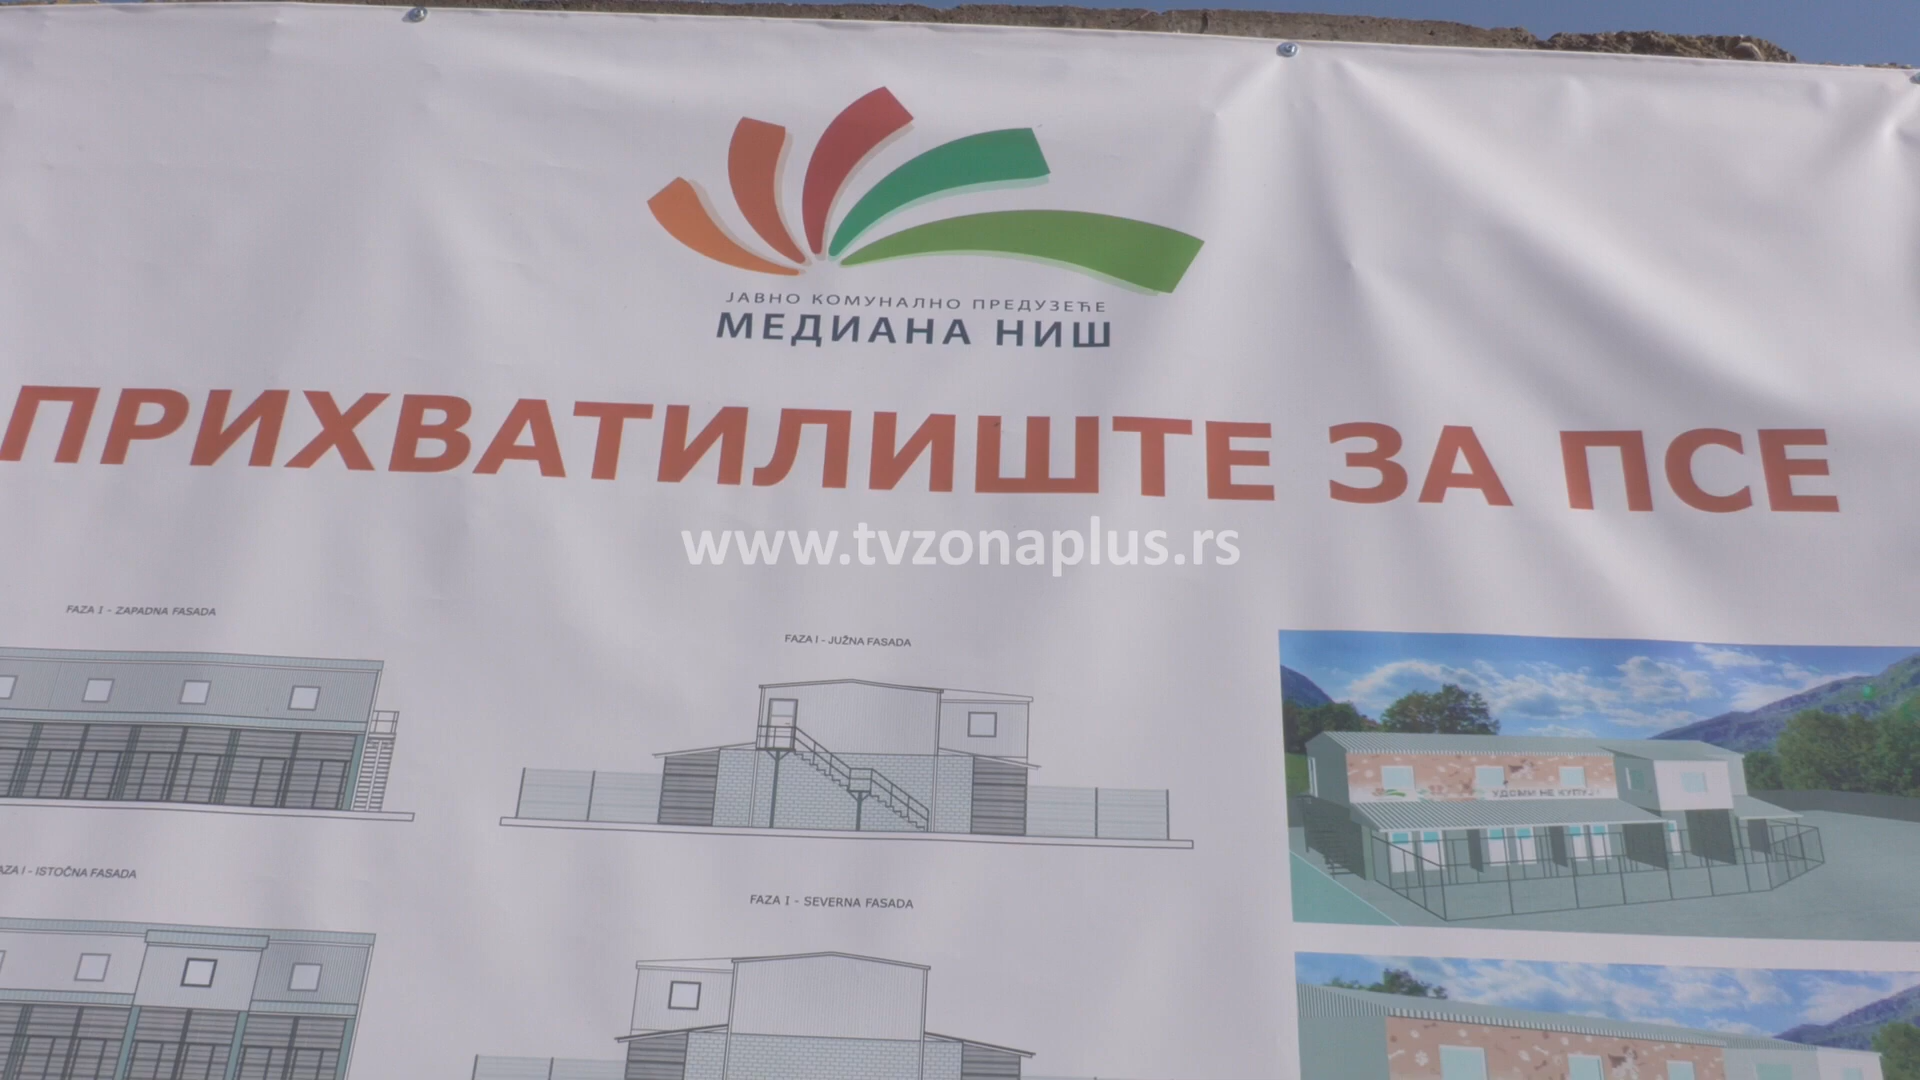 ЈАВНО КОМУНАЛНО ПРЕДУЗЕЋЕ
МЕДИАНА НИШ
ПРИХВАТИЛИШТЕ ЗА ПСЕ
www.tvzonaplus.rs
FAZA I - ZAPADNA FASADA
FAZA I - JUŽNA FASADA
УДОМИ НЕ КУПУЈ!
AZA I - ISTOČNA FASADA
FAZA I - SEVERNA FASADA